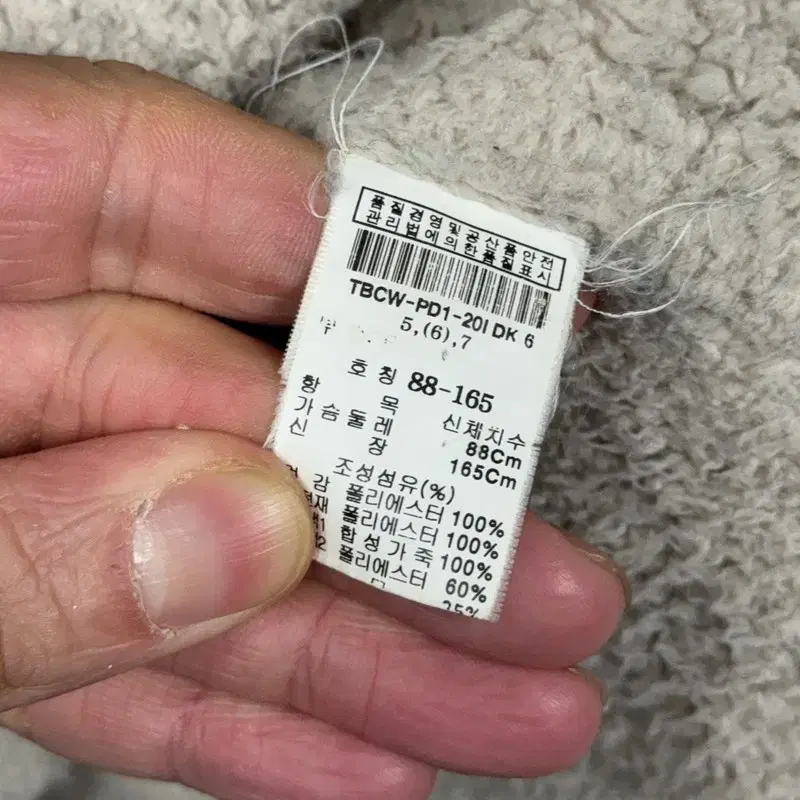 품질경영및공산품안전
관리법에의한품질표시
TBCW-PD1-201 DK 6
5,(6),7
호칭 88-165
항 목 신체치수
가슴둘레 88Cm
신 장 165Cm
감 조성섬유(%)
폴리에스터 100%
폴리에스터 100%
합성가죽 100%
폴리에스터 60%